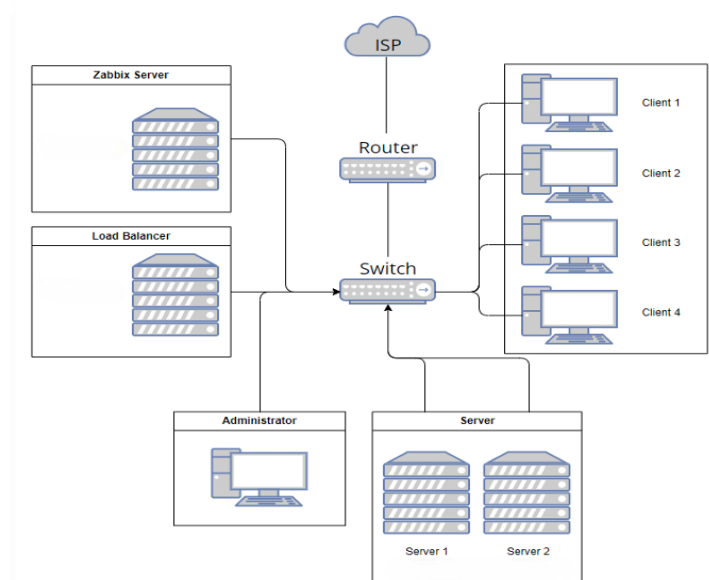 ISP
Zabbix Server
Router
Load Balancer
Switch
Client 1
Client 2
Client 3
Client 4
Administrator
Server
Server 1
Server 2